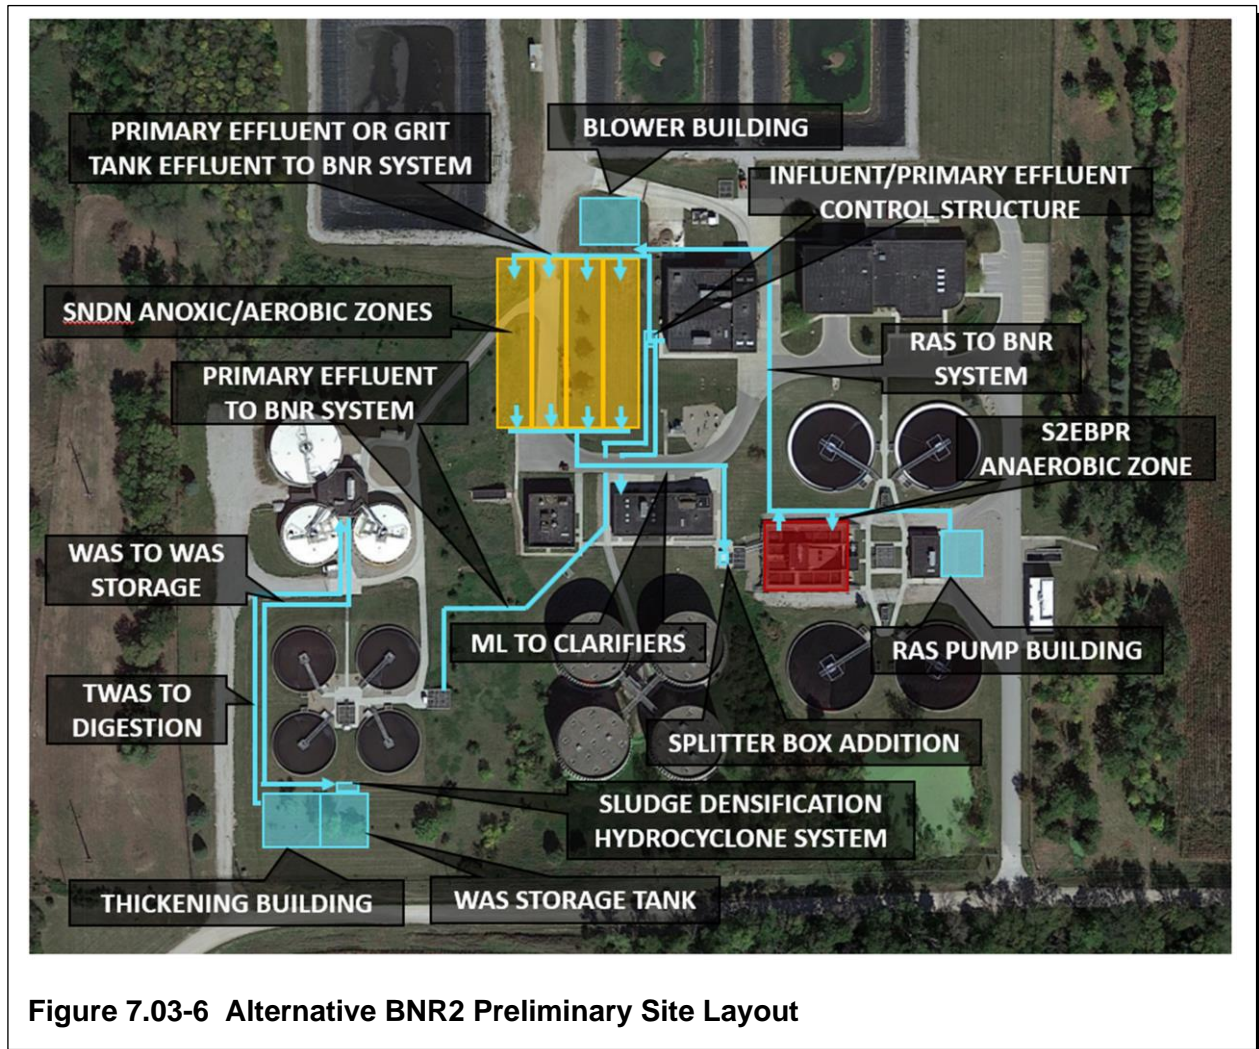 PRIMARY EFFLUENT OR GRIT
TANK EFFLUENT TO BNR SYSTEM
BLOWER BUILDING
INFLUENT/PRIMARY EFFLUENT
CONTROL STRUCTURE
SNDN ANOXIC/AEROBIC ZONES
PRIMARY EFFLUENT
TO BNR SYSTEM
RAS TO BNR
SYSTEM
S2EBPR
ANAEROBIC ZONE
WAS TO WAS
STORAGE
ML TO CLARIFIERS
RAS PUMP BUILDING
TWAS TO
DIGESTION
SPLITTER BOX ADDITION
SLUDGE DENSIFICATION
HYDROCYCLONE SYSTEM
THICKENING BUILDING
WAS STORAGE TANK
Figure 7.03-6 Alternative BNR2 Preliminary Site Layout